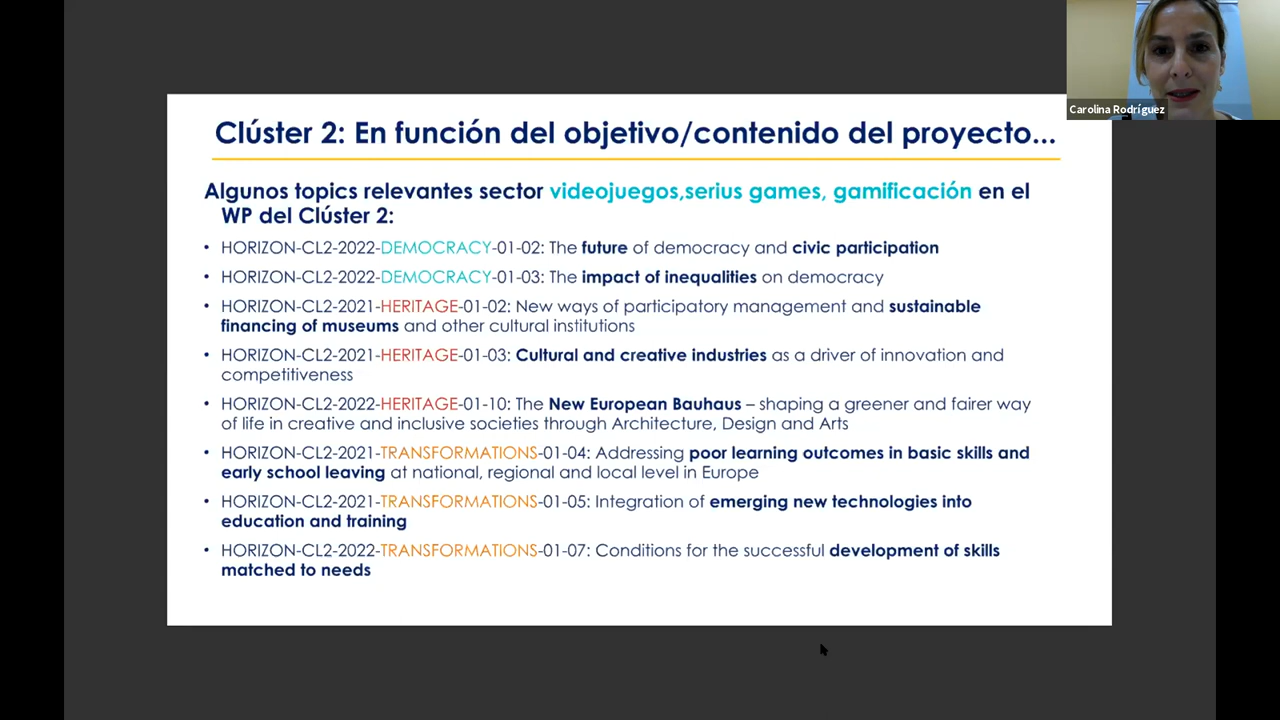 Carolina Rodríguez
Clúster 2: En función del objetivo/contenido del proyecto...
Algunos topics relevantes sector videojuegos,serius games, gamificación en el
WP del Clúster 2:
• HORIZON-CL2-2022-DEMOCRACY-01-02: The future of democracy and civic participation
• HORIZON-CL2-2022-DEMOCRACY-01-03: The impact of inequalities on democracy
• HORIZON-CL2-2021-HERITAGE-01-02: New ways of participatory management and sustainable
financing of museums and other cultural institutions
• HORIZON-CL2-2021-HERITAGE-01-03: Cultural and creative industries as a driver of innovation and
competitiveness
• HORIZON-CL2-2022-HERITAGE-01-10: The New European Bauhaus – shaping a greener and fairer way
of life in creative and inclusive societies through Architecture, Design and Arts
• HORIZON-CL2-2021-TRANSFORMATIONS-01-04: Addressing poor learning outcomes in basic skills and
early school leaving at national, regional and local level in Europe
• HORIZON-CL2-2021-TRANSFORMATIONS-01-05: Integration of emerging new technologies into
education and training
• HORIZON-CL2-2022-TRANSFORMATIONS-01-07: Conditions for the successful development of skills
matched to needs